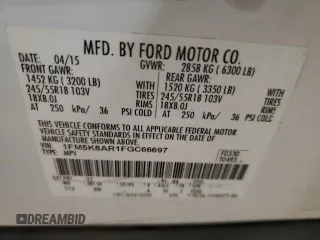 MFD. BY FORD MOTOR CO.
DATE: 04/15 GVWR: 2858 KG ( 6300 LB)
FRONT GAWR: REAR GAWR:
1452 KG ( 3200 LB) 1520 KG ( 3350 LB)
WITH WITH
245/55R18 103V TIRES 245/55R18 103V TIRES
18X8.0J RIMS 18X8.0J RIMS
AT 250 kPa/ 36 PSI COLD AT 250 kPa/ 36 PSI COLD
THIS VEHICLE CONFORMS TO ALL APPLICABLE FEDERAL MOTOR
VEHICLE SAFETY STANDARDS IN EFFECT ON THE DATE OF
MANUFACTURE SHOWN ABOVE.
VIN: 1FM5K8AR1FGC66697
TYPE: MPV
DREAMBID